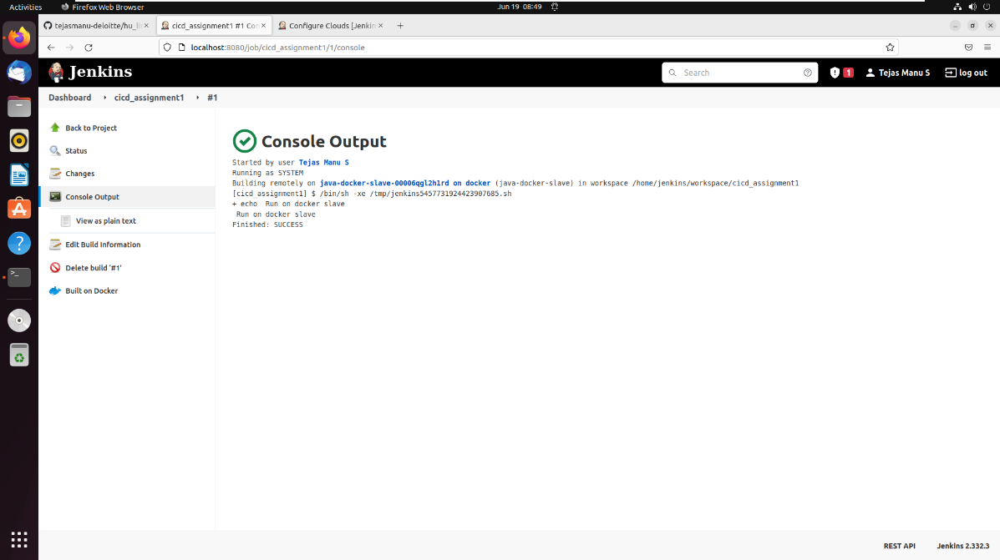 Activities
Firefox Web Browser
Jun 19 08:49
tejasmanu-deloitte/hu_li
cicd_assignment1 #1 Con
Configure Clouds [Jenkin
localhost:8080/job/cicd_assignment1/1/console
Jenkins
Search
1
Tejas Manu S
log out
Dashboard
cicd_assignment1
#1
Back to Project
Status
Changes
Console Output
View as plain text
Edit Build Information
Delete build '#1'
Built on Docker
Console Output
Started by user Tejas Manu S
Running as SYSTEM
Building remotely on java-docker-slave-00006qgl2h1rd on docker (java-docker-slave) in workspace /home/jenkins/workspace/cicd_assignment1
[cicd_assignment1] $ /bin/sh -xe /tmp/jenkins5457731924423907685.sh
+ echo  Run on docker slave
 Run on docker slave
Finished: SUCCESS
REST API
Jenkins 2.332.3